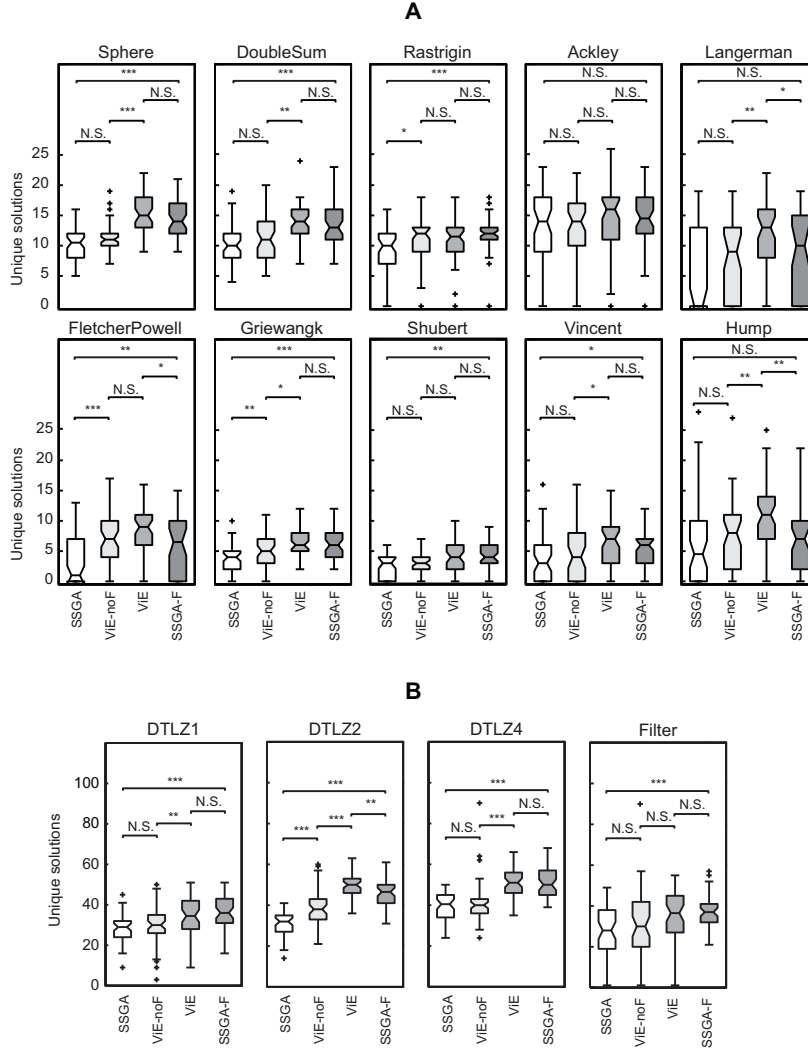 A
Sphere DoubleSum Rastrigin Ackley Langerman
*** *** *** N.S. N.S.
N.S. N.S. N.S. N.S. *
*** ** N.S. N.S. **
N.S. N.S. * N.S. N.S.
Unique solutions
25
20
15
10
5
0
FletcherPowell Griewangk Shubert Vincent Hump
** *** ** * N.S.
* N.S. N.S. N.S. **
N.S. * N.S. * **
*** ** N.S. N.S. N.S.
Unique solutions
25
20
15
10
5
0
SSGA ViE-noF ViE SSGA-F SSGA ViE-noF ViE SSGA-F SSGA ViE-noF ViE SSGA-F SSGA ViE-noF ViE SSGA-F SSGA ViE-noF ViE SSGA-F
B
DTLZ1 DTLZ2 DTLZ4 Filter
*** *** *** ***
N.S. ** N.S. N.S.
** *** *** N.S.
N.S. *** N.S. N.S.
Unique solutions
100
80
60
40
20
0
SSGA ViE-noF ViE SSGA-F SSGA ViE-noF ViE SSGA-F SSGA ViE-noF ViE SSGA-F SSGA ViE-noF ViE SSGA-F